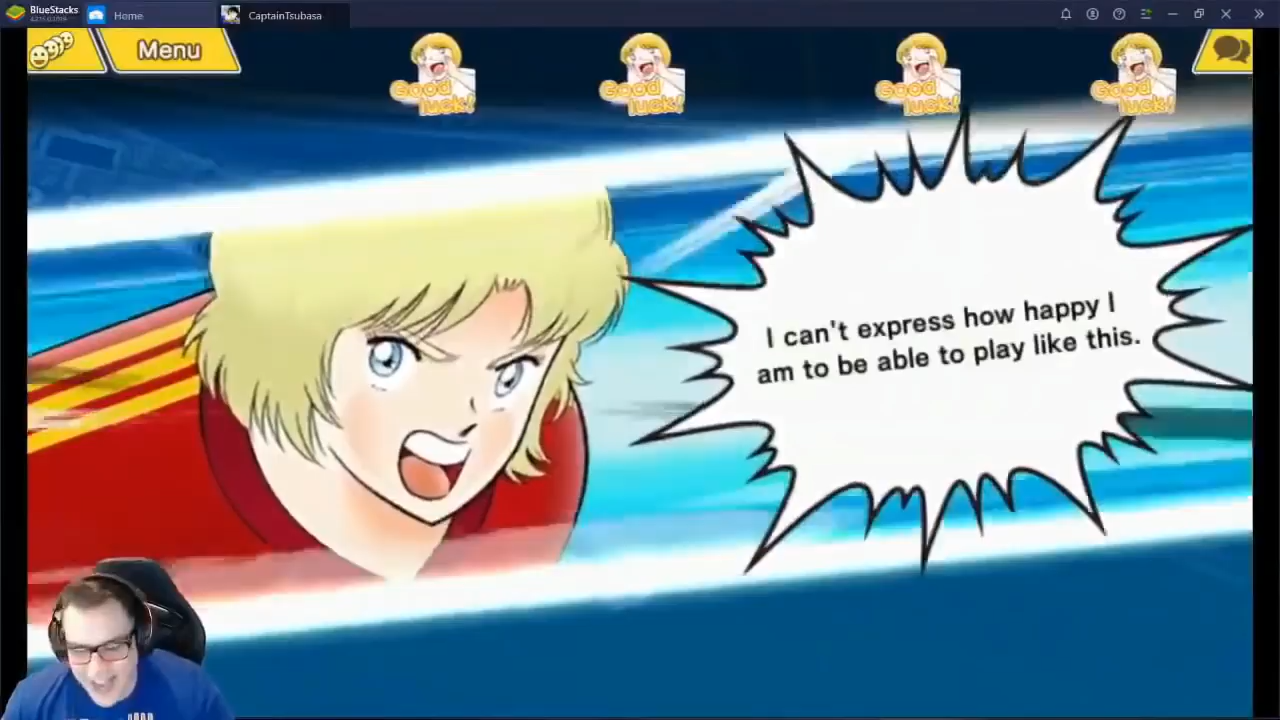 BlueStacks
Home
CaptainTsubasa
Menu
Good luck!
Good luck!
Good luck!
Good luck!
I can't express how happy I
am to be able to play like this.